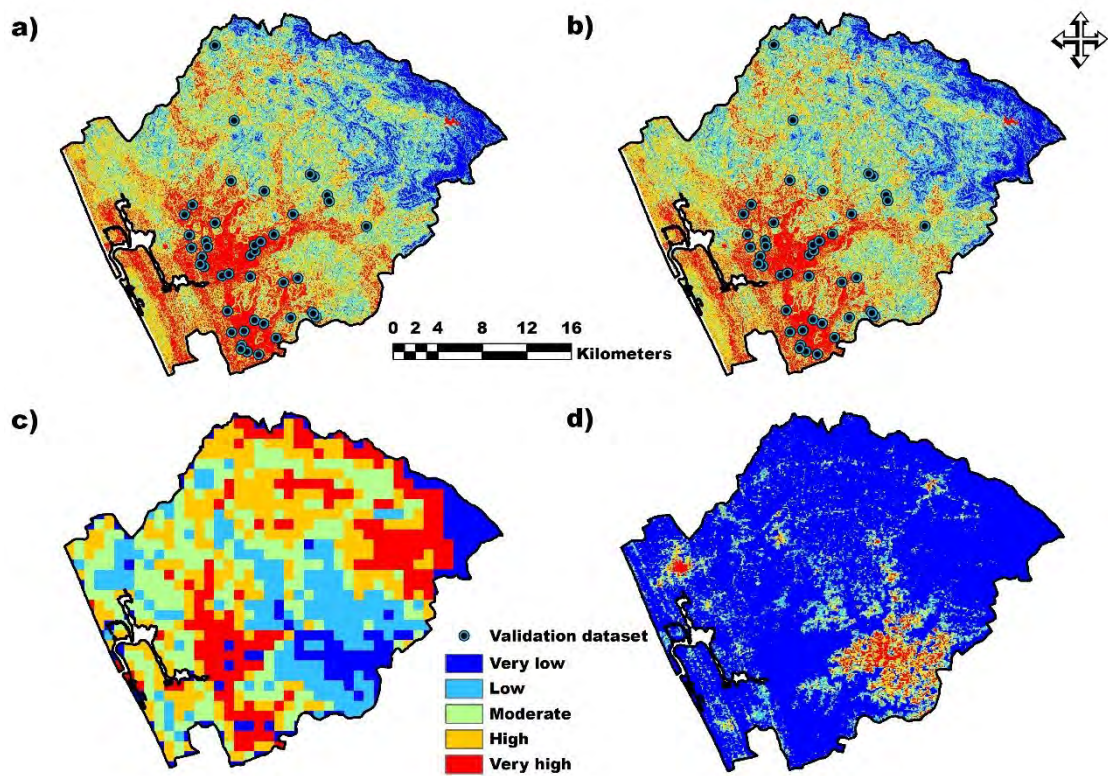 a)
b)
0 2 4 8 12 16
Kilometers
c)
d)
Validation dataset
Very low
Low
Moderate
High
Very high